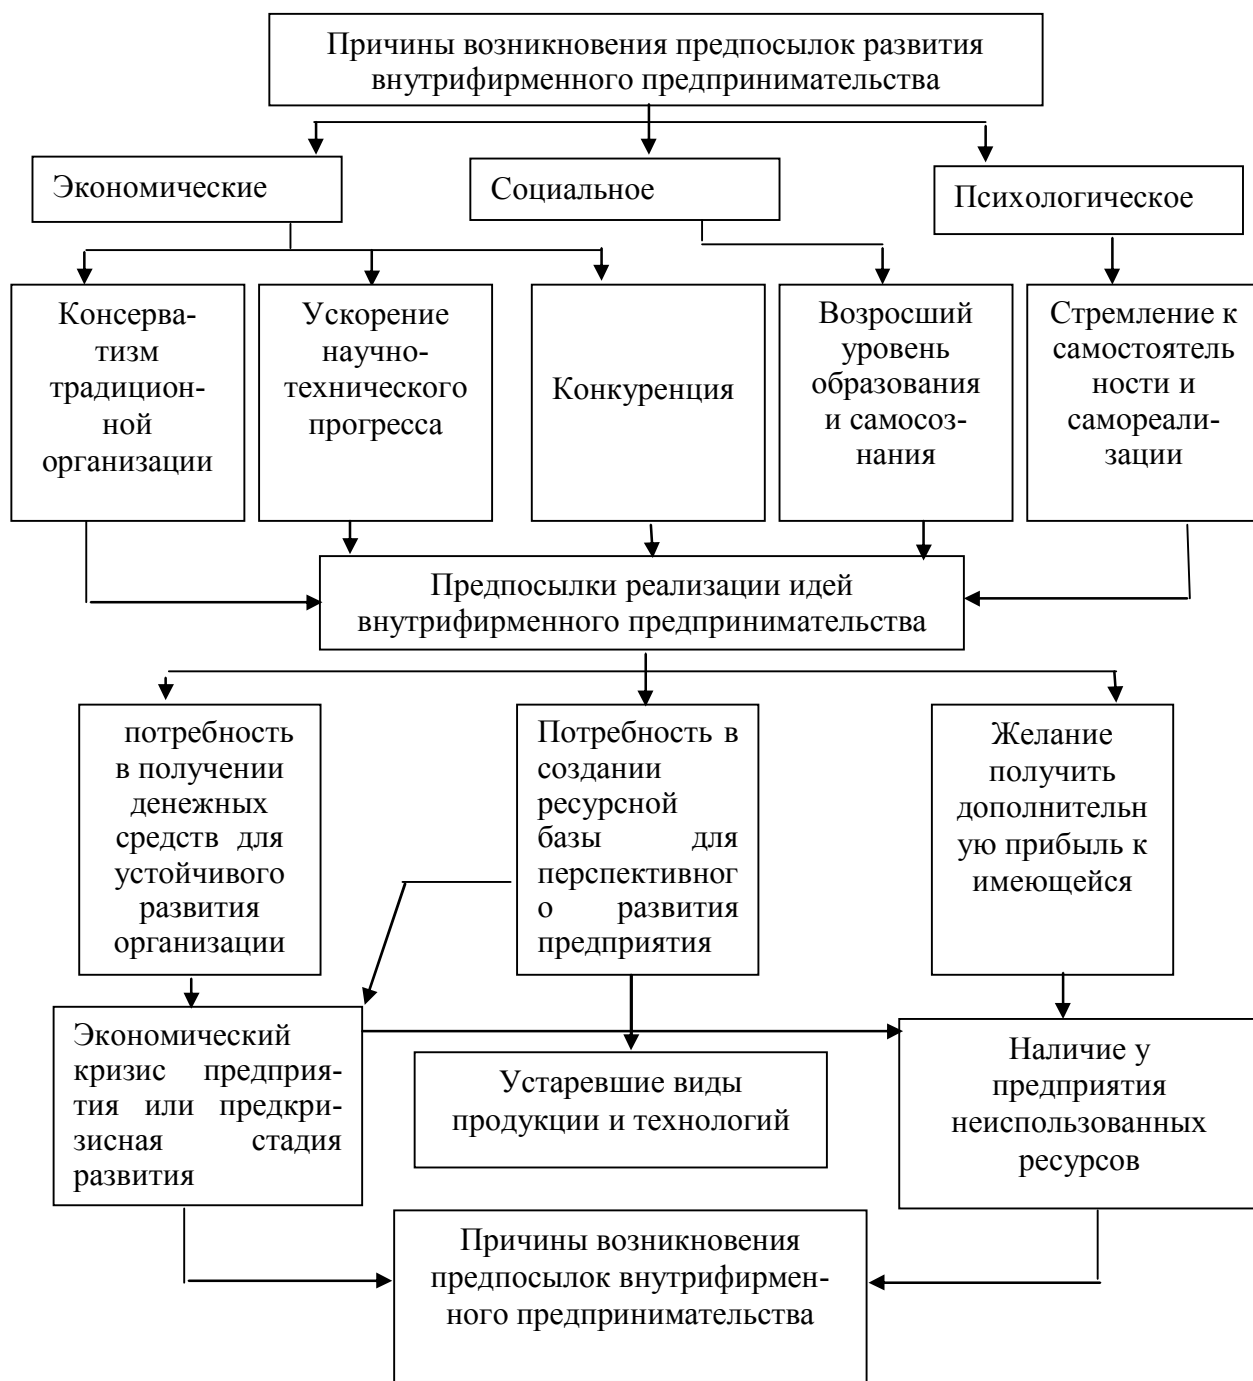 Причины возникновения предпосылок развития
внутрифирменного предпринимательства
Экономические
Социальное
Психологическое
Консерва-
тизм
традицион-
ной
организации
Ускорение
научно-
технического
прогресса
Конкуренция
Возросший
уровень
образования
и самосоз-
нания
Стремление к
самостоятель
ности и
самореали-
зации
Предпосылки реализации идей
внутрифирменного предпринимательства
потребность
в получении
денежных
средств для
устойчивого
развития
организации
Потребность в
создании
ресурсной
базы для
перспективног
о развития
предприятия
Желание
получить
дополнительн
ую прибыль к
имеющейся
Экономический
кризис предприя-
тия или предкри-
зисная стадия
развития
Устаревшие виды
продукции и технологий
Наличие у
предприятия
неиспользованных
ресурсов
Причины возникновения
предпосылок внутрифирмен-
ного предпринимательства